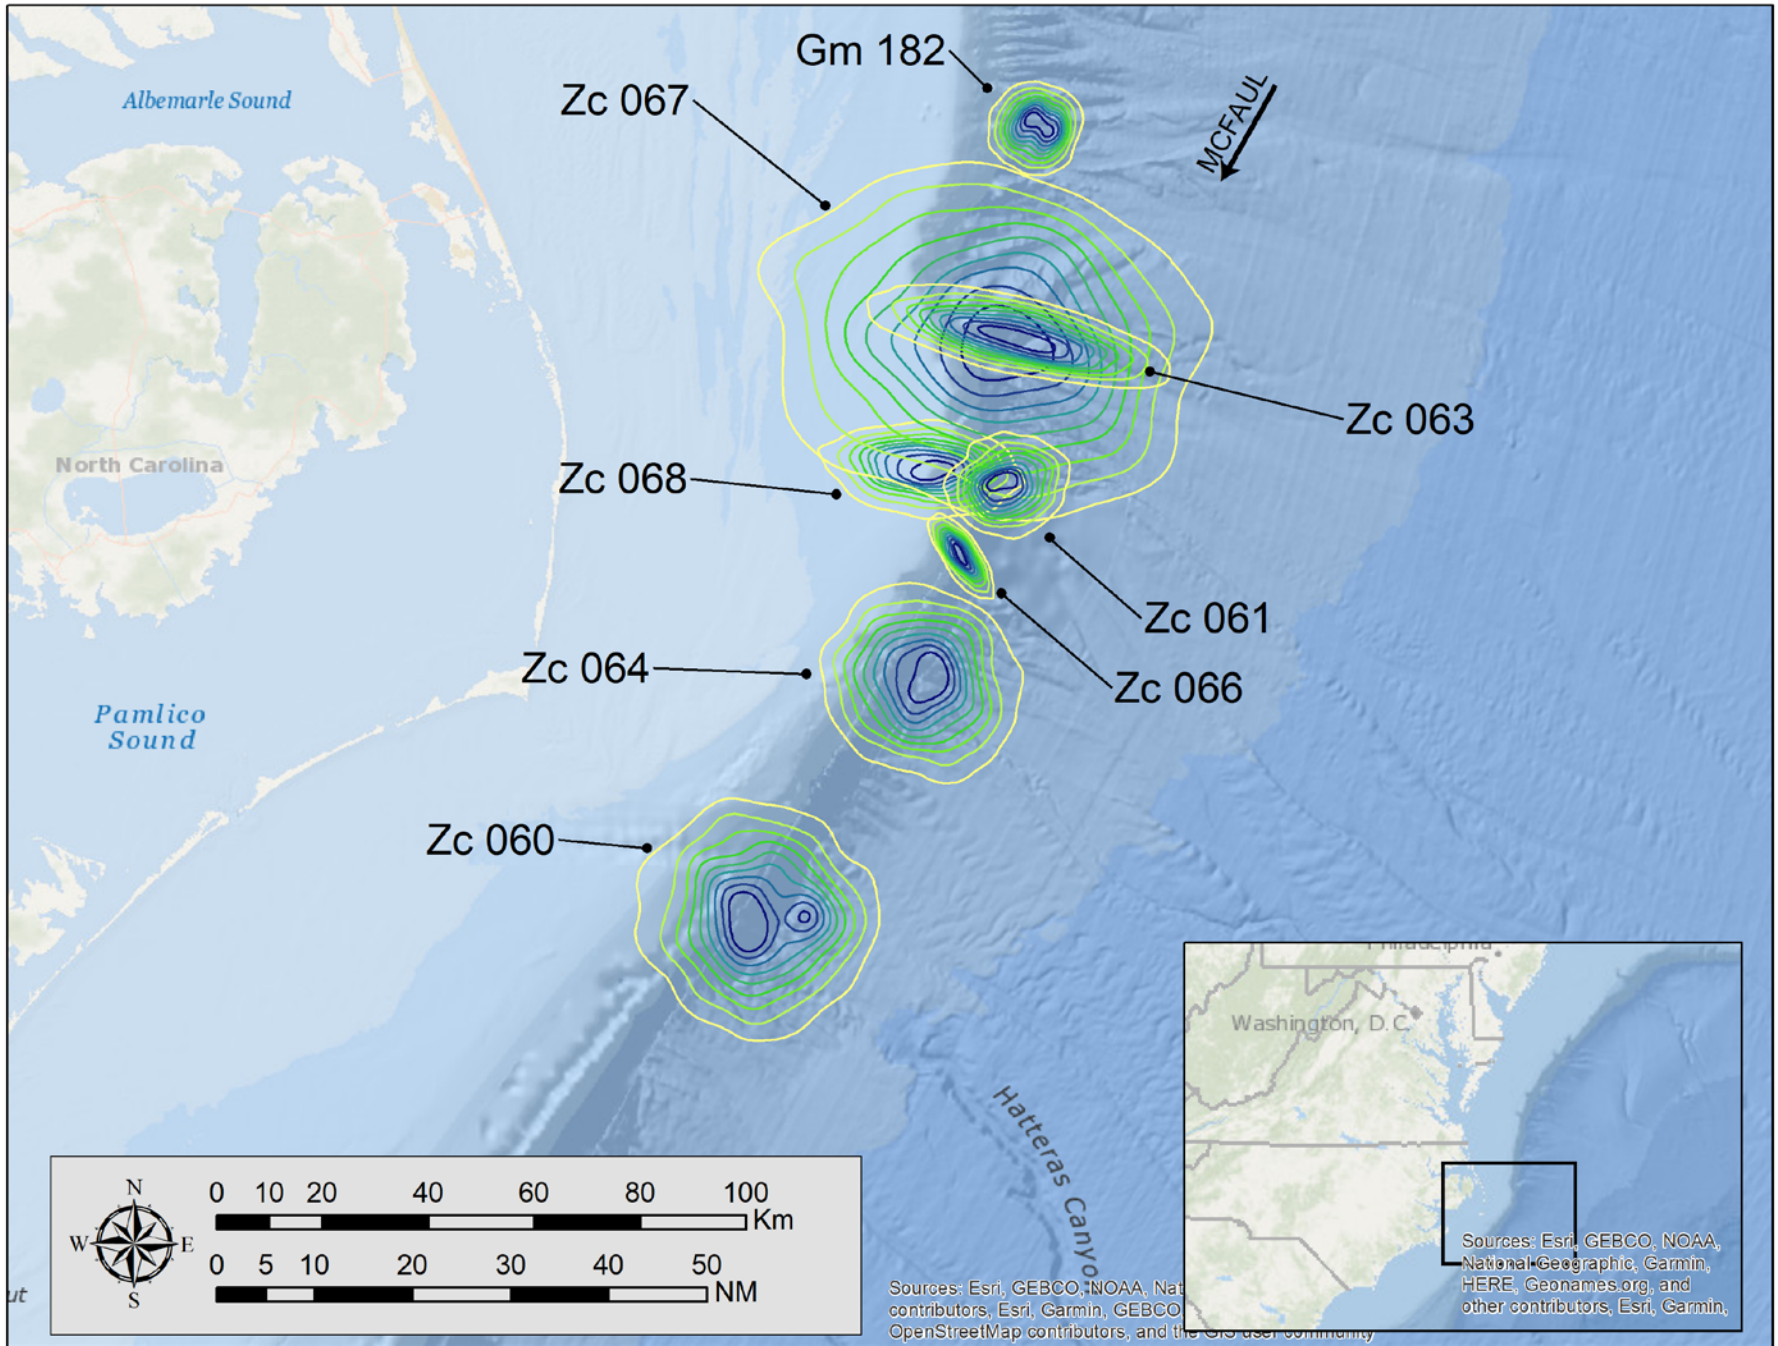 Gm 182
Zc 067
Albemarle Sound
MCFAUL
Zc 063
North Carolina
Zc 068
Zc 061
Zc 064
Zc 066
Pamlico
Sound
Zc 060
Philadelphia
Washington, D.C.
Hatteras Canyo
N
W E
S
0 10 20 40 60 80 100
Km
0 5 10 20 30 40 50
NM
ut
Sources: Esri, GEBCO, NOAA,
National Geographic, Garmin,
HERE, Geonames.org, and
other contributors, Esri, Garmin,
Sources: Esri, GEBCO, NOAA, Nat
contributors, Esri, Garmin, GEBCO
OpenStreetMap contributors, and the GIS user community